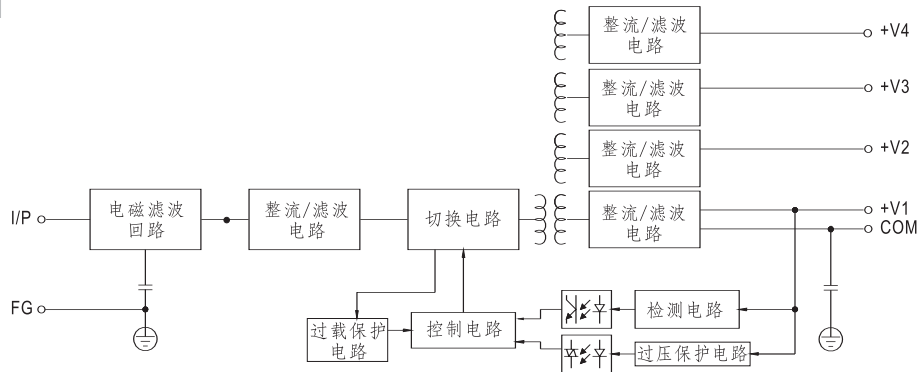 整流/滤波
电路
+V4
整流/滤波
电路
+V3
整流/滤波
电路
+V2
I/P
电磁滤波
回路
整流/滤波
电路
切换电路
整流/滤波
电路
+V1
COM
FG
过载保护
电路
控制电路
检测电路
过压保护电路